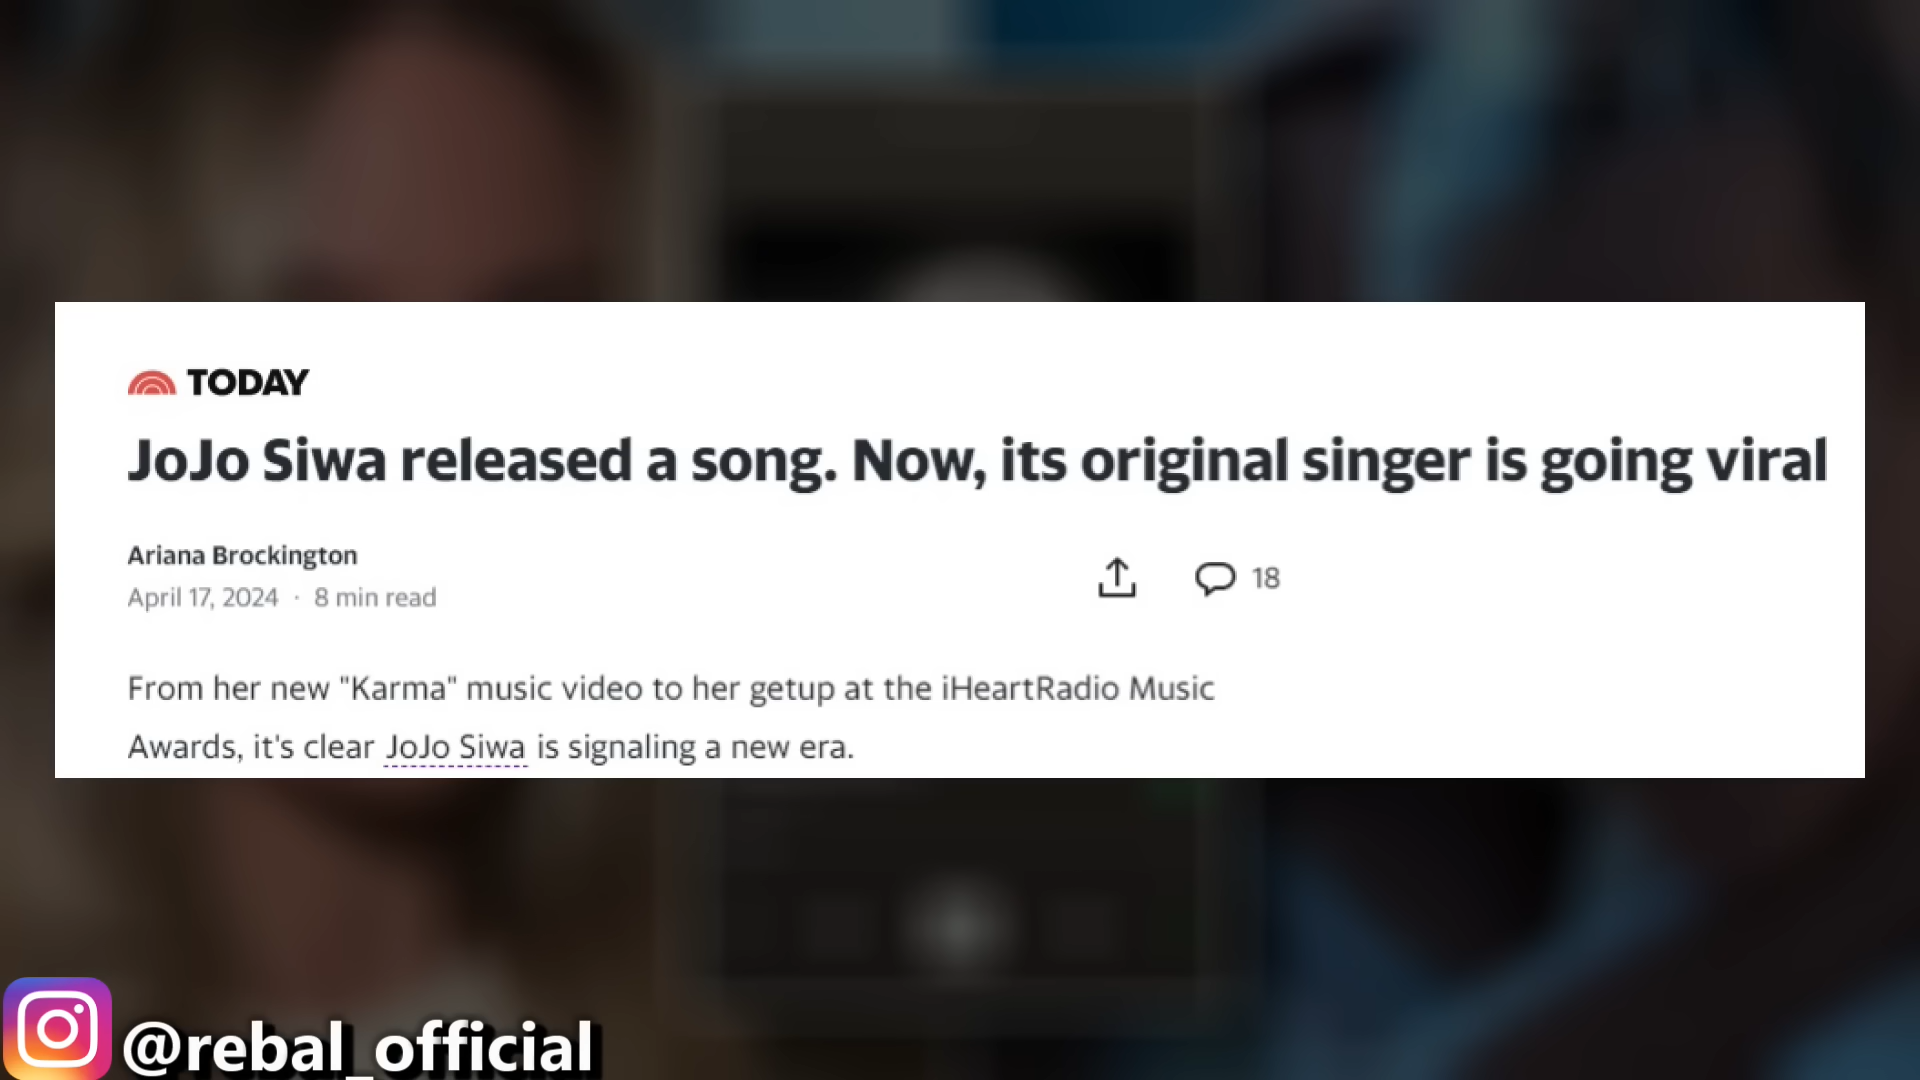 TODAY
JoJo Siwa released a song. Now, its original singer is going viral
Ariana Brockington
April 17, 2024 · 8 min read
18
From her new "Karma" music video to her getup at the iHeartRadio Music
Awards, it's clear JoJo Siwa is signaling a new era.
@rebal_official